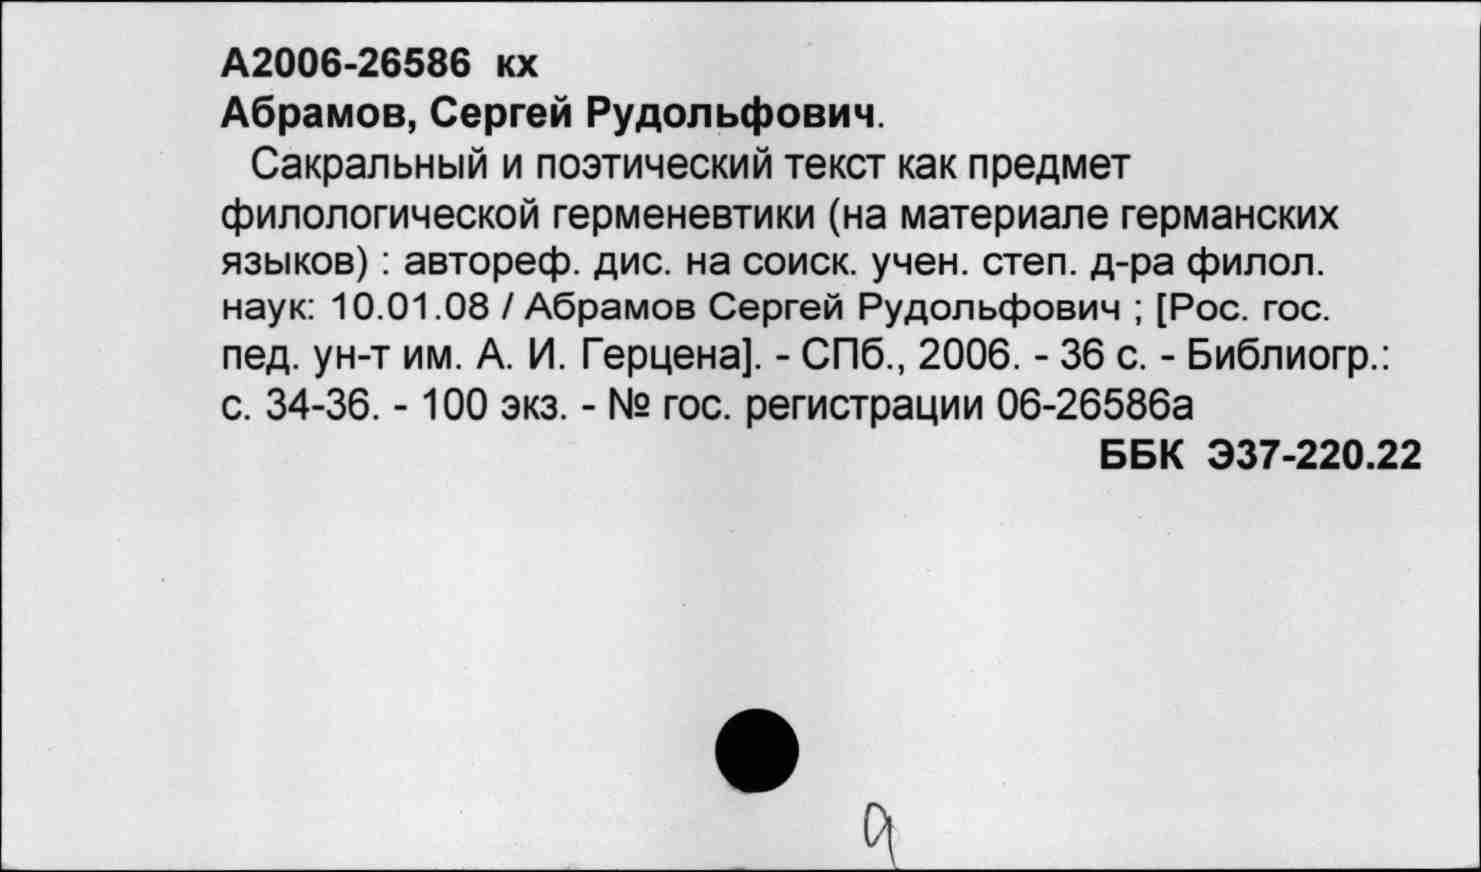 А2006-26586 кх
Абрамов, Сергей Рудольфович.
Сакральный и поэтический текст как предмет
филологической герменевтики (на материале германских
языков) : автореф. дис. на соиск. учен. степ. д-ра филол.
наук: 10.01.08 / Абрамов Сергей Рудольфович ; [Рос. гос.
пед. ун-т им. А. И. Герцена]. - СПб., 2006. - 36 с. - Библиогр.:
с. 34-36. - 100 экз. - № гос. регистрации 06-26586а
ББК Э37-220.22